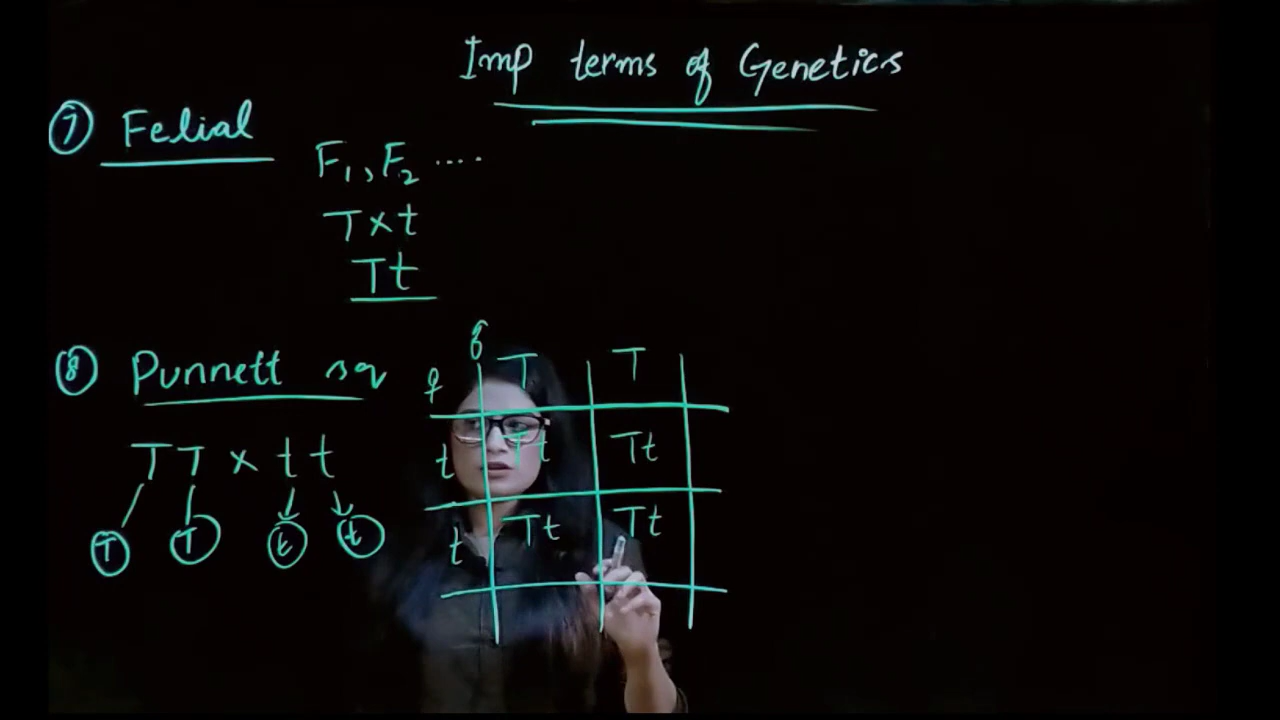 Imp terms of Genetics
7 Felial
F1, F2 ....
T x t
Tt
8 Punnett sq
TT x tt
T T t t
♀ ♂ T T
t Tt Tt
t Tt Tt